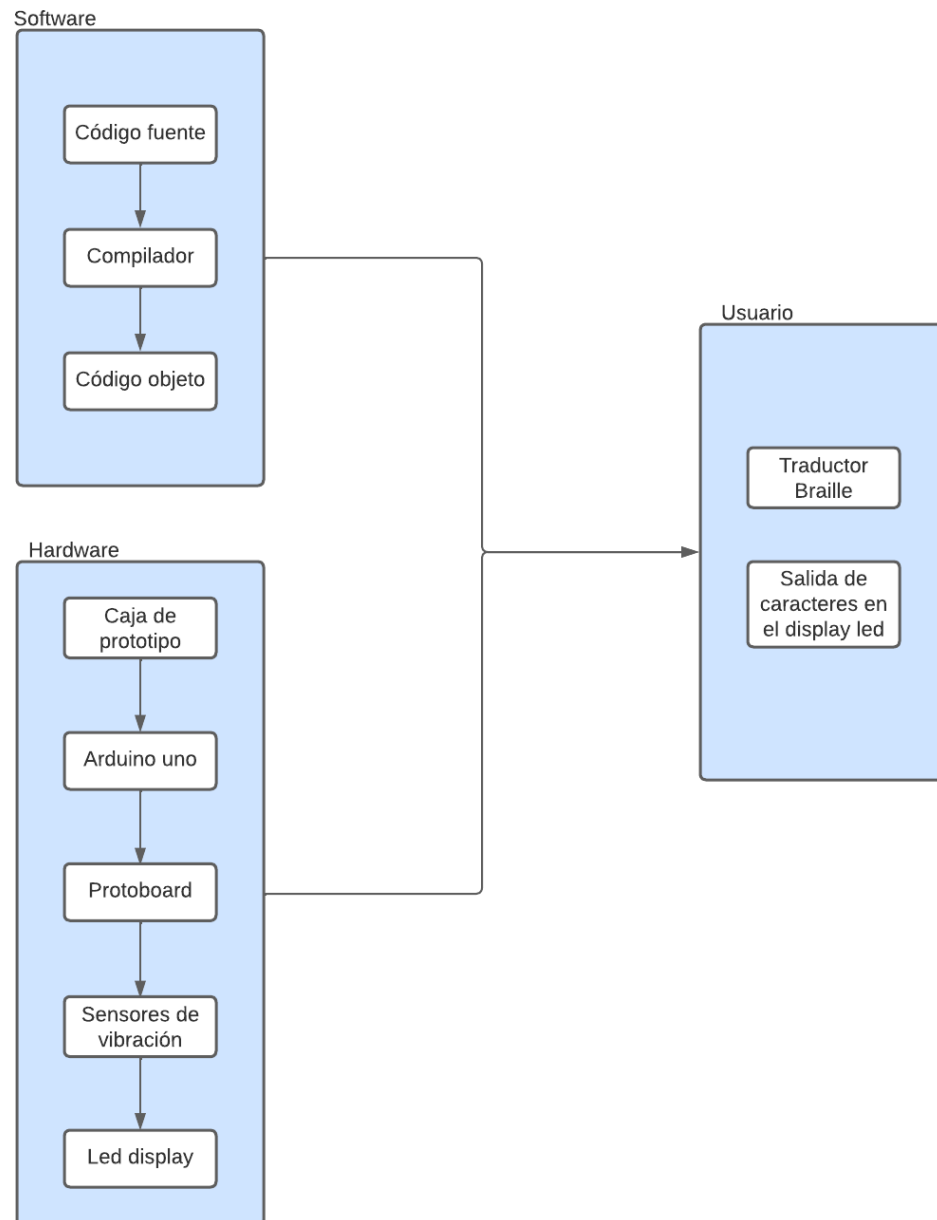 Software
Código fuente
Compilador
Código objeto
Hardware
Caja de
prototipo
Arduino uno
Protoboard
Sensores de
vibración
Led display
Usuario
Traductor
Braille
Salida de
caracteres en
el display led